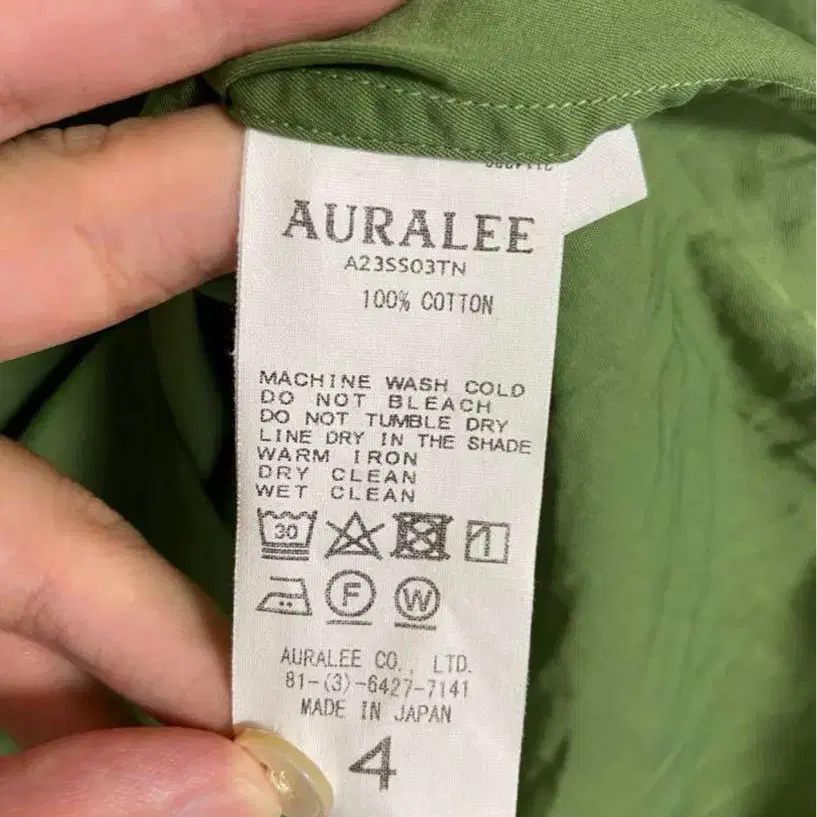 AURALEE
A23SS03TN
100% COTTON
MACHINE WASH COLD
DO NOT BLEACH
DO NOT TUMBLE DRY
LINE DRY IN THE SHADE
WARM IRON
DRY CLEAN
WET CLEAN
30
F W
AURALEE CO., LTD.
81-(3)-6427-7141
MADE IN JAPAN
4